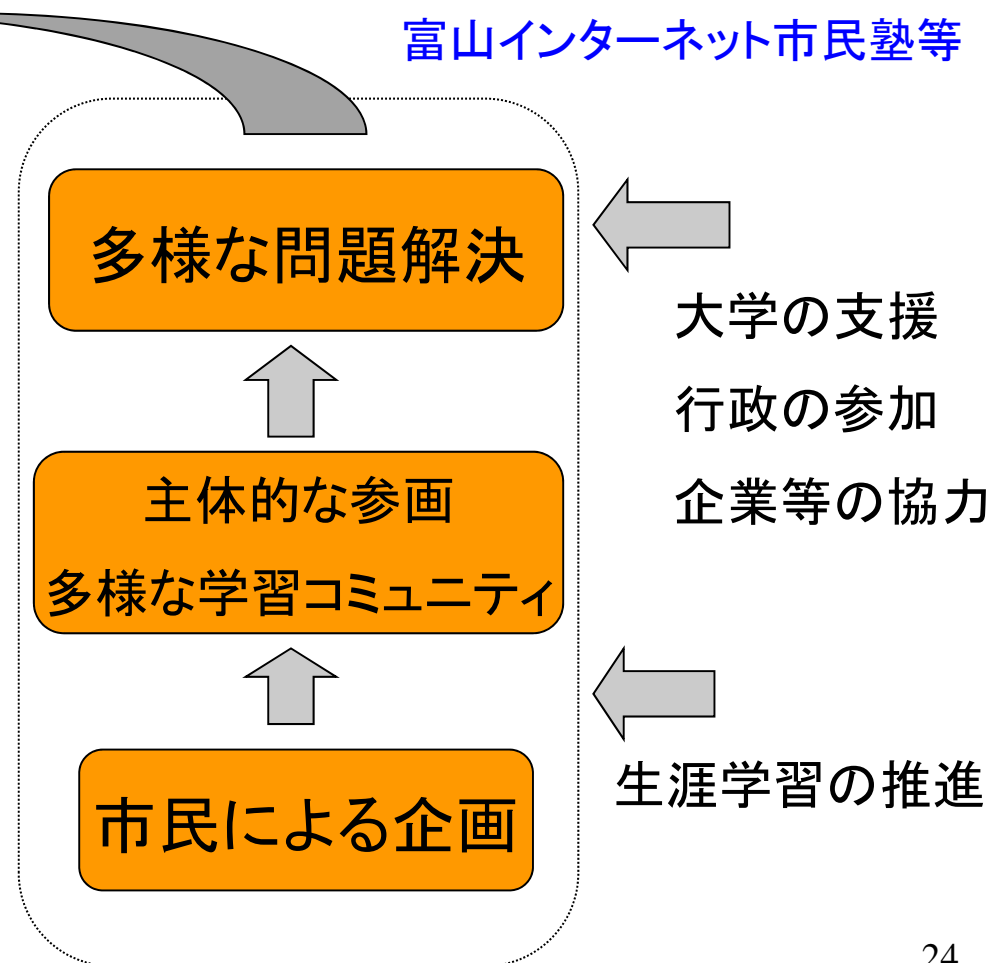 富山インターネット市民塾等
多様な問題解決
大学の支援
行政の参加
企業等の協力
主体的な参画
多様な学習コミュニティ
生涯学習の推進
市民による企画
24